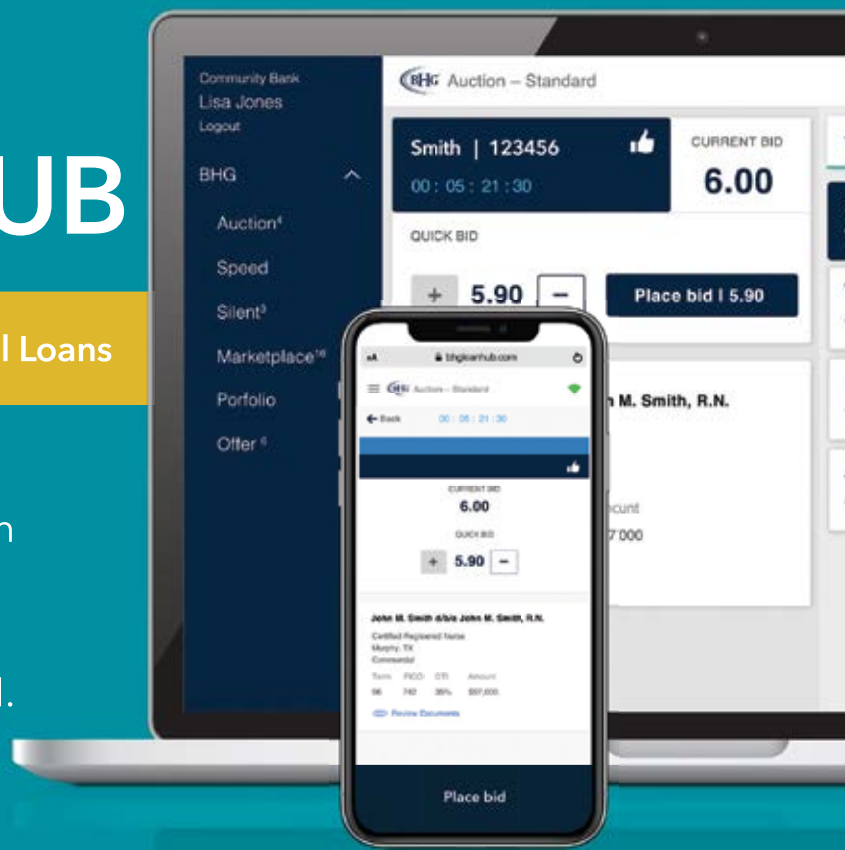 UB
l Loans
n
l.
Community Bank
Lisa Jones
Logout
BHG
Auction⁴
Speed
Silent³
Marketplace¹⁶
Porfolio
Offer ⁶
BHG Auction – Standard
Smith | 123456
00 : 05 : 21 : 30
CURRENT BID
6.00
QUICK BID
+ 5.90 −
Place bid | 5.90
M. Smith, R.N.
ount
7 000
AA bhgloanhub.com
BHG Auction – Standard
Back 00 : 05 : 21 : 30
CURRENT BID
6.00
QUICK BID
+ 5.90 −
John M. Smith d/b/a John M. Smith, R.N.
Certified Registered Nurse
Murphy, TX
Commercial
Term FICO DTI Amount
96 742 36% $97,000
Review Documents
Place bid